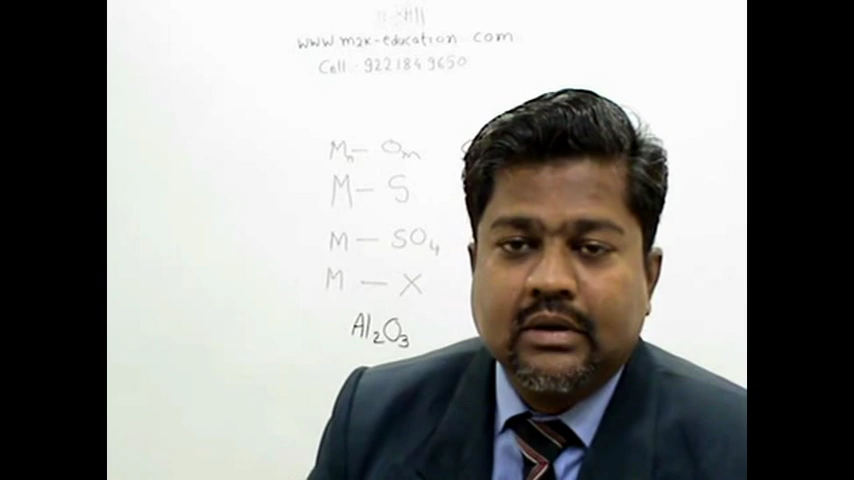 www m2k-education. com
Cell.- 9221849650
Mn- Om
M- S
M - SO4
M - X
Al2O3